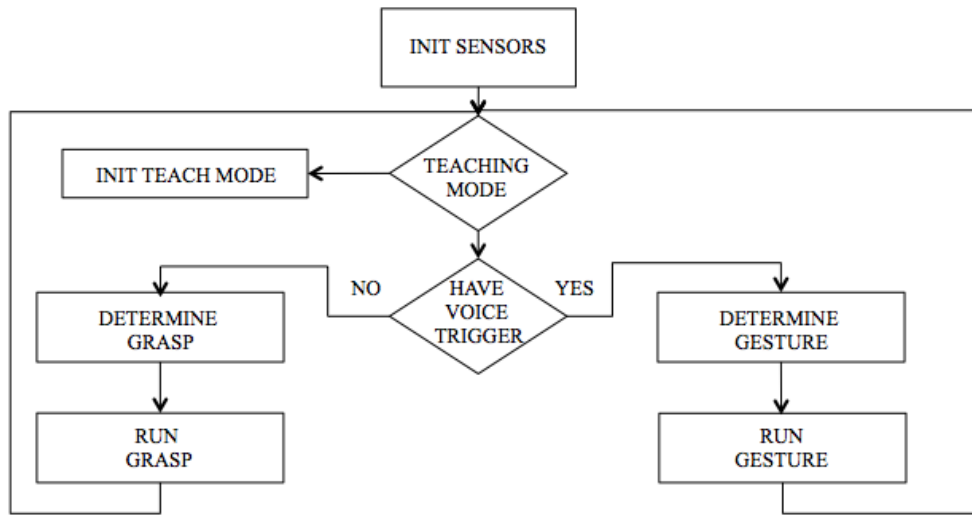 INIT SENSORS
TEACHING
MODE
INIT TEACH MODE
HAVE
VOICE
TRIGGER
NO
YES
DETERMINE
GRASP
DETERMINE
GESTURE
RUN
GRASP
RUN
GESTURE